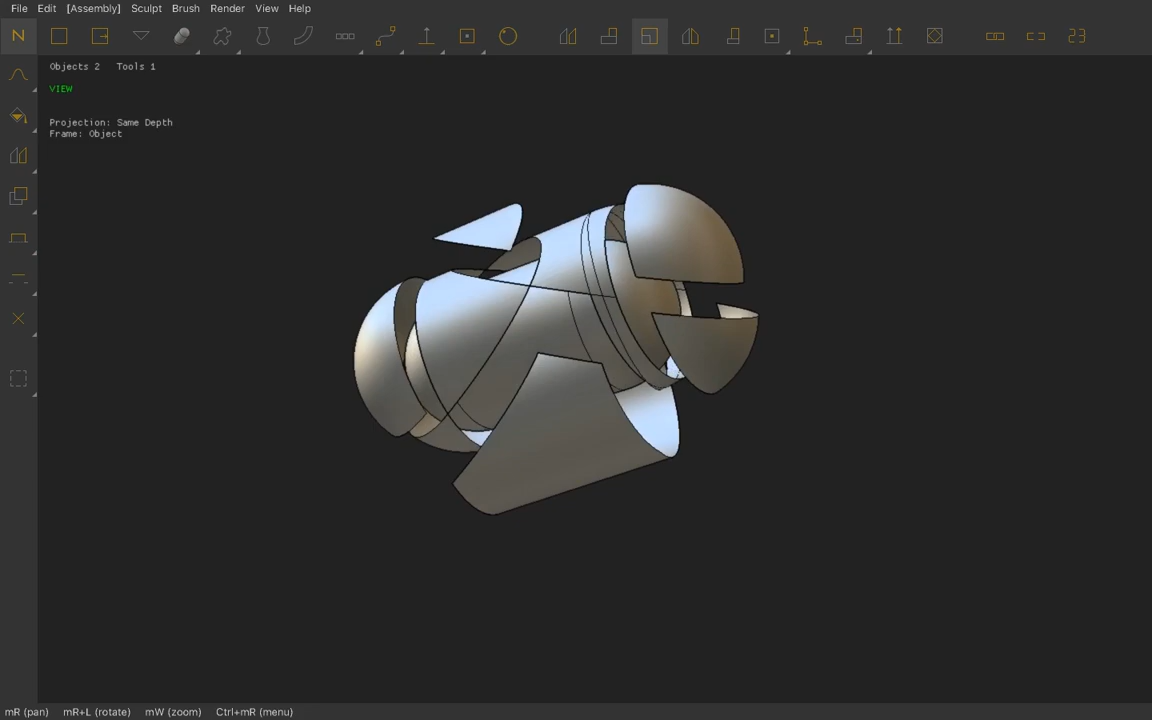 File Edit [Assembly] Sculpt Brush Render View Help
N
23
Objects 2 Tools 1
VIEW
Projection: Same Depth
Frame: Object
mR (pan) mR+L (rotate) mW (zoom) Ctrl+mR (menu)